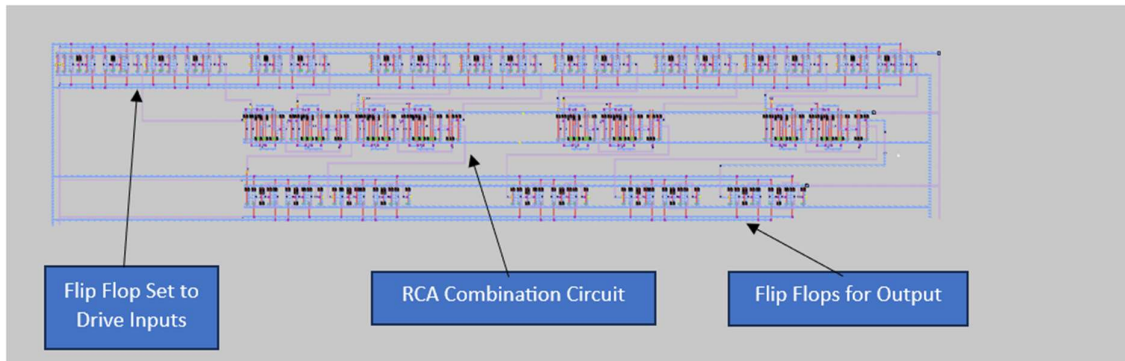 Flip Flop Set to
Drive Inputs
RCA Combination Circuit
Flip Flops for Output